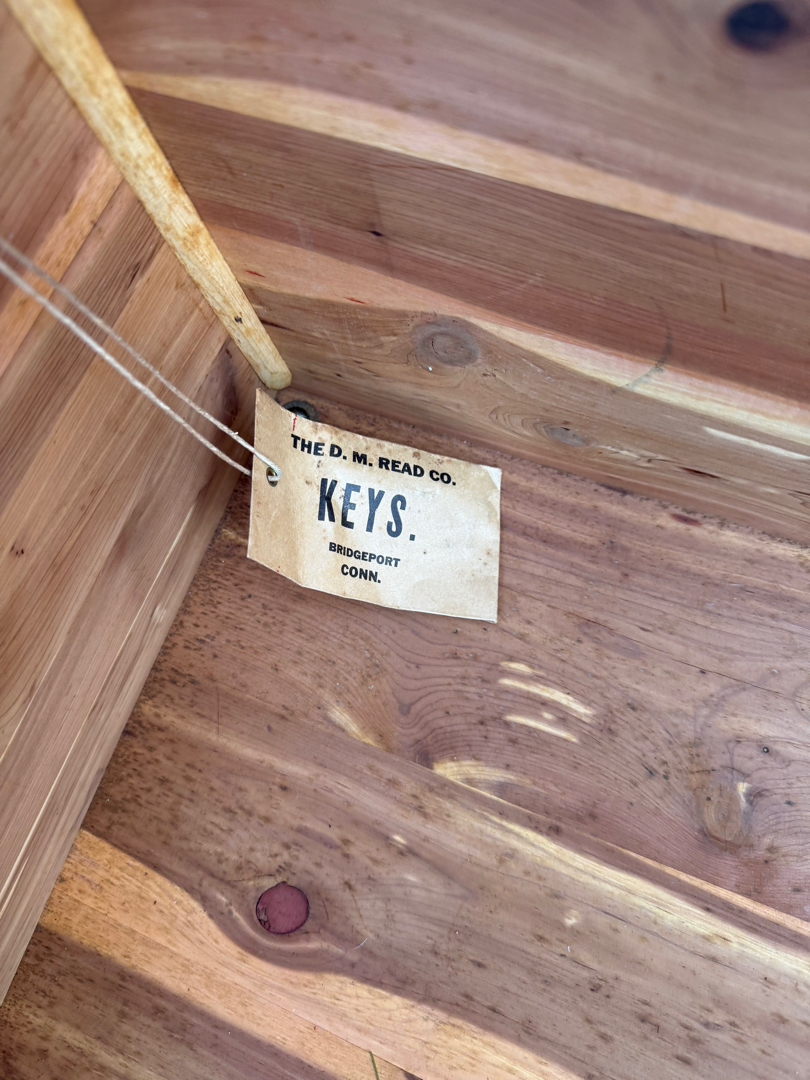 THE D. M. READ CO.
KEYS.
BRIDGEPORT
CONN.